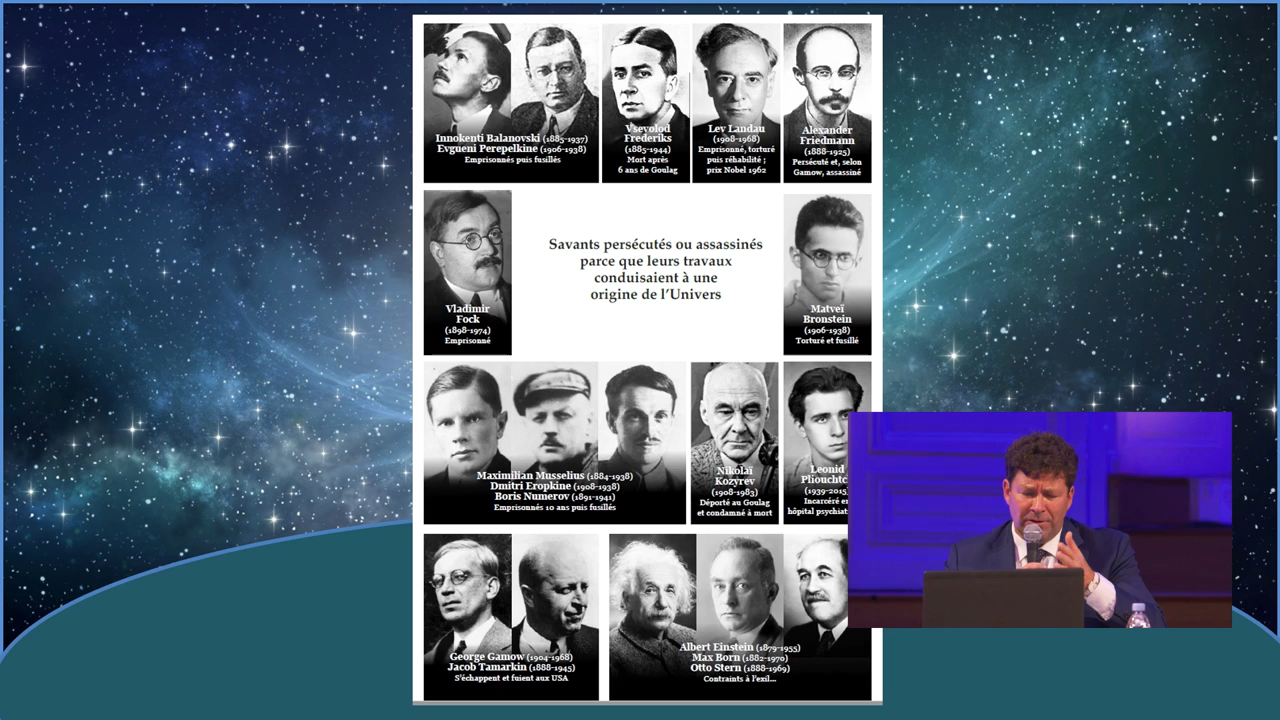 Innokenti Balanovski (1885-1937)
Evgueni Perepelkine (1906-1938)
Emprisonnés puis fusillés
Vsevolod
Frederiks
(1885-1944)
Mort après
6 ans de Goulag
Lev Landau
(1908-1968)
Emprisonné, torturé
puis réhabilité ;
prix Nobel 1962
Alexander
Friedmann
(1888-1925)
Persécuté et, selon
Gamow, assassiné
Vladimir
Fock
(1898-1974)
Emprisonné
Savants persécutés ou assassinés
parce que leurs travaux
conduisaient à une
origine de l'Univers
Matveï
Bronstein
(1906-1938)
Torturé et fusillé
Maximilian Musselius (1884-1938)
Dmitri Eropkine (1908-1938)
Boris Numerov (1891-1941)
Emprisonnés 10 ans puis fusillés
Nikolaï
Kozyrev
(1908-1983)
Déporté au Goulag
et condamné à mort
Leonid
(1939-2015
Incarcéré
hôpital
George Gamow (1904-1968)
Jacob Tamarkin (1888-1945)
S'échappent et fuient aux USA
Albert Einstein (1879-1955)
Max Born (1882-1970)
Otto Stern (1888-1969)
Contraints à l'exil...